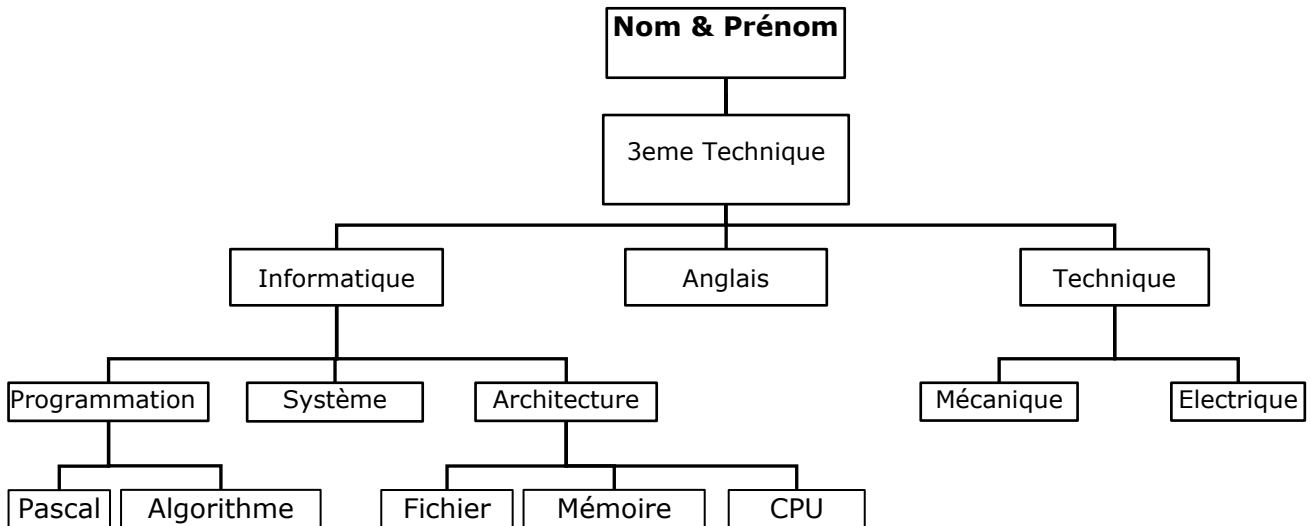 Nom & Prénom
3eme Technique
Informatique
Anglais
Technique
Programmation
Système
Architecture
Mécanique
Electrique
Pascal
Algorithme
Fichier
Mémoire
CPU